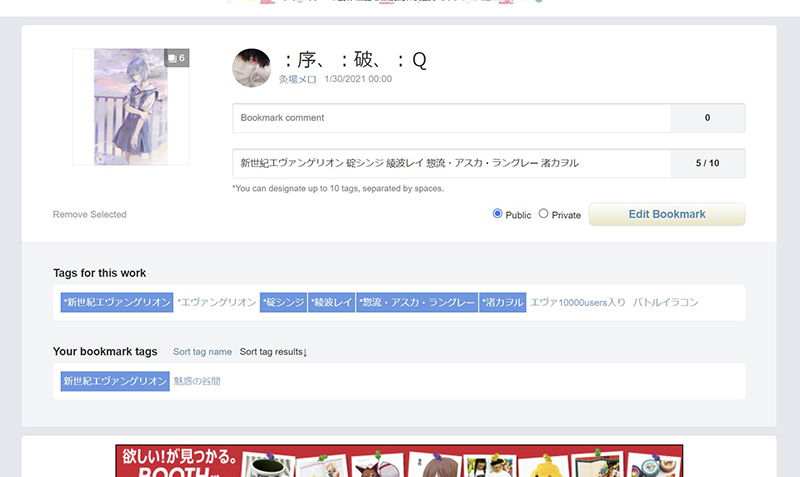 6
：序、：破、：Q
灸場メロ 1/30/2021 00:00
Bookmark comment 0
新世紀エヴァンゲリオン 碇シンジ 綾波レイ 惣流・アスカ・ラングレー 渚カヲル 5 / 10
*You can designate up to 10 tags, separated by spaces.
Remove Selected Public Private Edit Bookmark
Tags for this work
*新世紀エヴァンゲリオン *エヴァンゲリオン *碇シンジ *綾波レイ *惣流・アスカ・ラングレー *渚カヲル エヴァ10000users入り バトルイラコン
Your bookmark tags Sort tag name Sort tag results↓
新世紀エヴァンゲリオン 魅惑の谷間
欲しい!が見つかる。
BOOTH